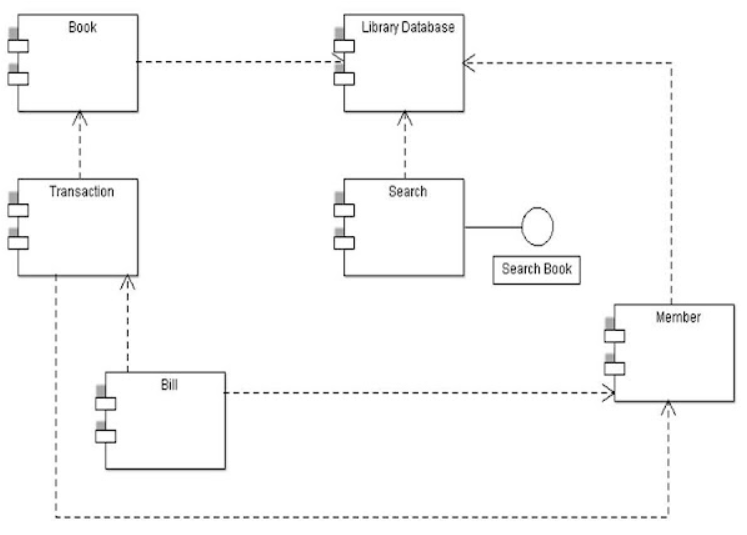 Book
Library Database
Transaction
Search
Search Book
Member
Bill